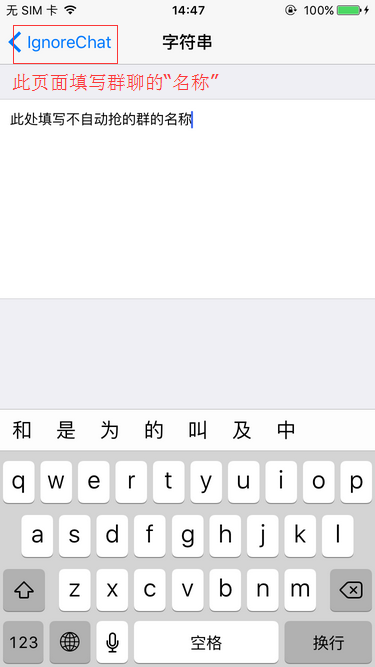 无 SIM 卡 14:47 100%
IgnoreChat 字符串
此页面填写群聊的“名称”
此处填写不自动抢的群的名称
和 是 为 的 叫 及 中
q w e r t y u i o p
a s d f g h j k l
z x c v b n m
123 空格 换行